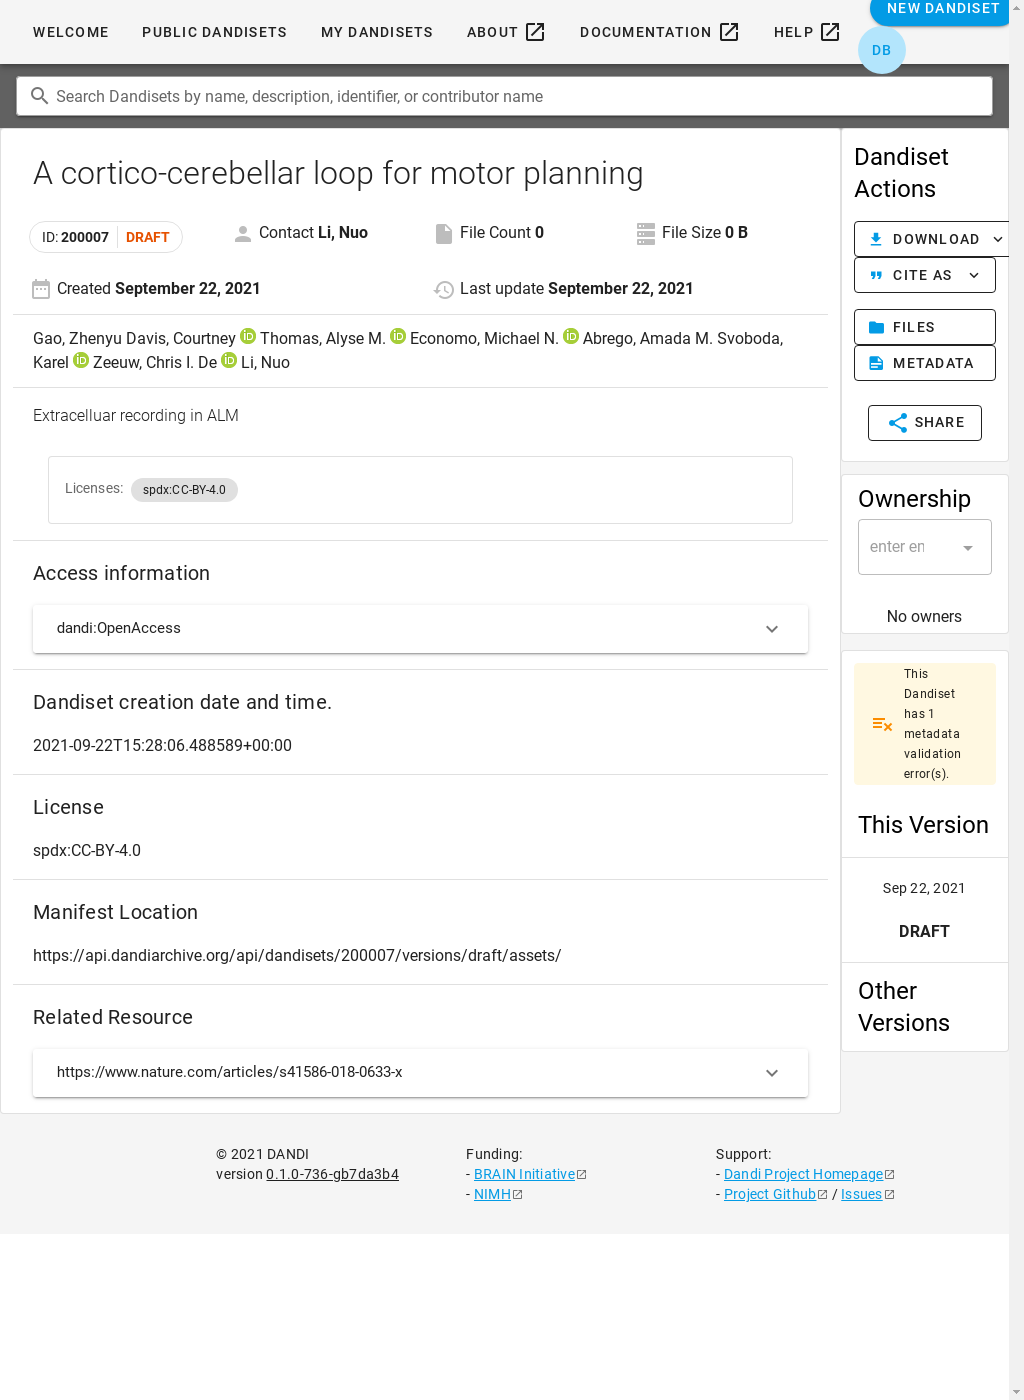 WELCOME PUBLIC DANDISETS MY DANDISETS ABOUT DOCUMENTATION HELP NEW DANDISET
DB
Search Dandisets by name, description, identifier, or contributor name
A cortico-cerebellar loop for motor planning
ID: 200007 DRAFT Contact Li, Nuo File Count 0 File Size 0 B
Created September 22, 2021 Last update September 22, 2021
Gao, Zhenyu Davis, Courtney iD Thomas, Alyse M. iD Economo, Michael N. iD Abrego, Amada M. Svoboda,
Karel iD Zeeuw, Chris I. De iD Li, Nuo
Extracelluar recording in ALM
Licenses: spdx:CC-BY-4.0
Access information
dandi:OpenAccess
Dandiset creation date and time.
2021-09-22T15:28:06.488589+00:00
License
spdx:CC-BY-4.0
Manifest Location
https://api.dandiarchive.org/api/dandisets/200007/versions/draft/assets/
Related Resource
https://www.nature.com/articles/s41586-018-0633-x
Dandiset
Actions
DOWNLOAD
CITE AS
FILES
METADATA
SHARE
Ownership
enter en
No owners
This
Dandiset
has 1
metadata
validation
error(s).
This Version
Sep 22, 2021
DRAFT
Other
Versions
© 2021 DANDI
version 0.1.0-736-gb7da3b4
Funding:
- BRAIN Initiative
- NIMH
Support:
- Dandi Project Homepage
- Project Github / Issues